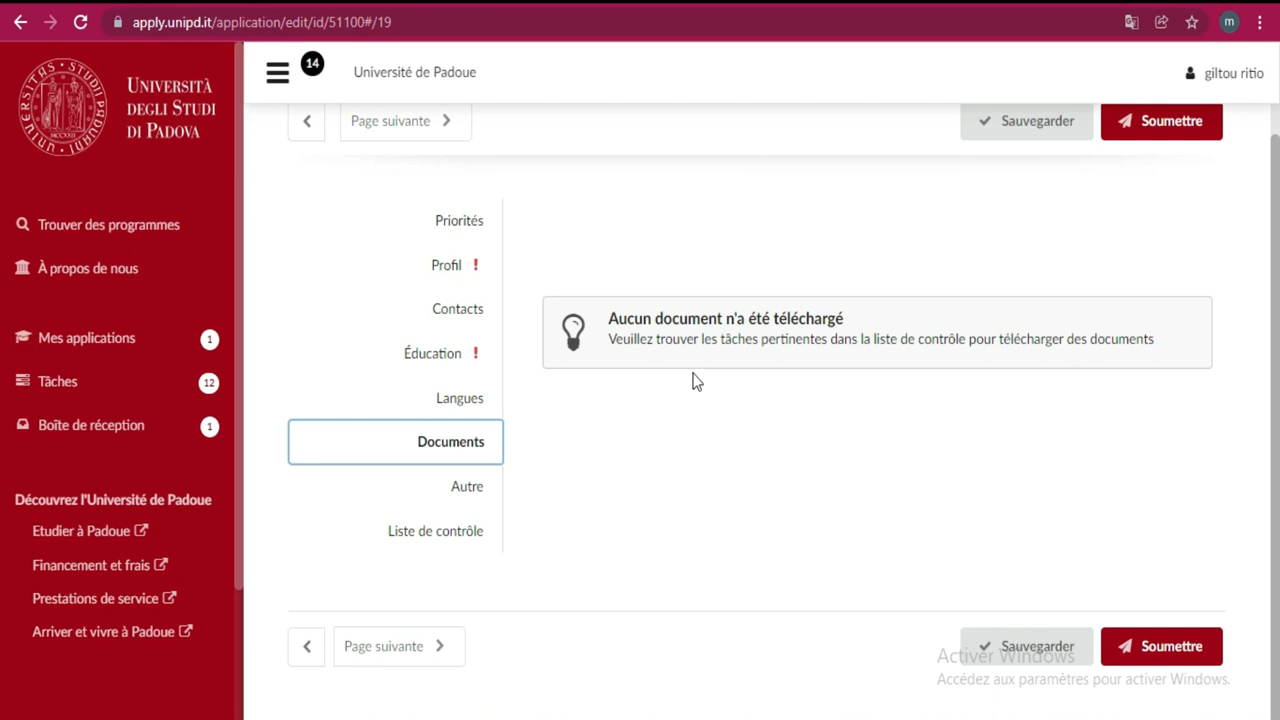 apply.unipd.it/application/edit/id/51100#/19
m
UNIVERSITÀ
DEGLI STUDI
DI PADOVA
14
Université de Padoue
giltou ritio
Page suivante
Sauvegarder
Soumettre
Trouver des programmes
À propos de nous
Mes applications
1
Tâches
12
Boîte de réception
1
Découvrez l'Université de Padoue
Etudier à Padoue
Financement et frais
Prestations de service
Arriver et vivre à Padoue
Priorités
Profil !
Contacts
Éducation !
Langues
Documents
Autre
Liste de contrôle
Aucun document n'a été téléchargé
Veuillez trouver les tâches pertinentes dans la liste de contrôle pour télécharger des documents
Page suivante
Sauvegarder
Soumettre
Activer Windows
Accédez aux paramètres pour activer Windows.